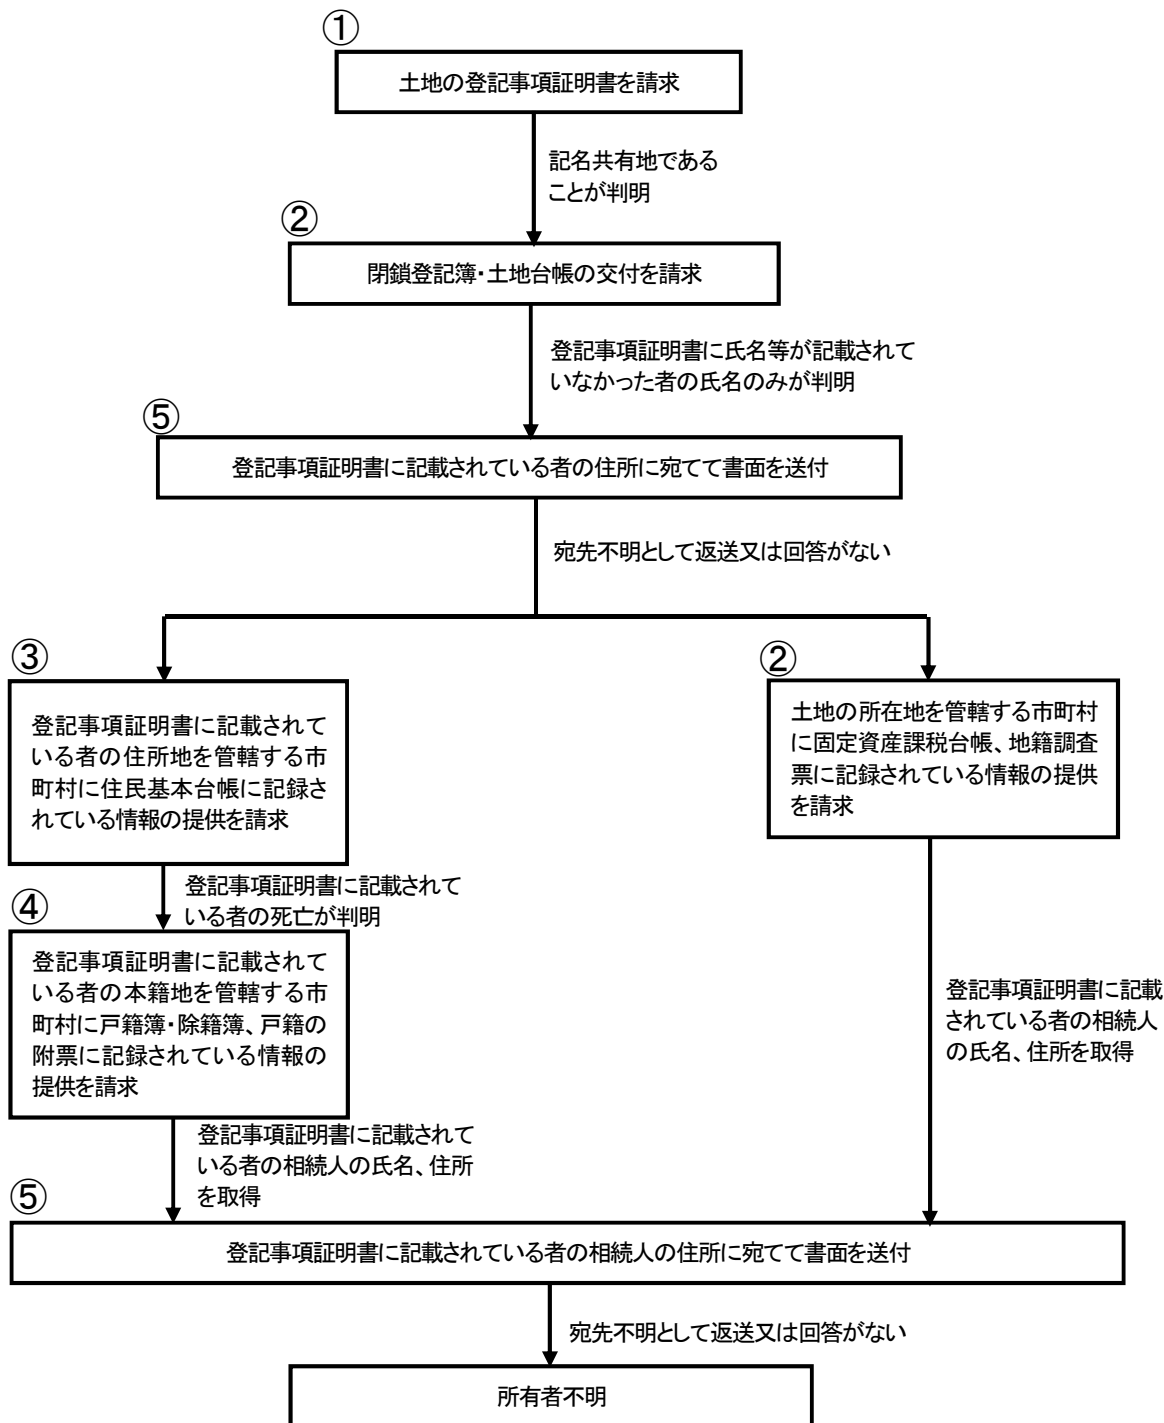 ①
土地の登記事項証明書を請求
記名共有地である
ことが判明
②
閉鎖登記簿・土地台帳の交付を請求
登記事項証明書に氏名等が記載されて
いなかった者の氏名のみが判明
⑤
登記事項証明書に記載されている者の住所に宛てて書面を送付
宛先不明として返送又は回答がない
③
登記事項証明書に記載されて
いる者の住所地を管轄する市
町村に住民基本台帳に記録さ
れている情報の提供を請求
②
土地の所在地を管轄する市町村
に固定資産課税台帳、地籍調査
票に記録されている情報の提供
を請求
登記事項証明書に記載されて
いる者の死亡が判明
④
登記事項証明書に記載されて
いる者の本籍地を管轄する市
町村に戸籍簿・除籍簿、戸籍の
附票に記録されている情報の
提供を請求
登記事項証明書に記載
されている者の相続人
の氏名、住所を取得
登記事項証明書に記載されて
いる者の相続人の氏名、住所
を取得
⑤
登記事項証明書に記載されている者の相続人の住所に宛てて書面を送付
宛先不明として返送又は回答がない
所有者不明